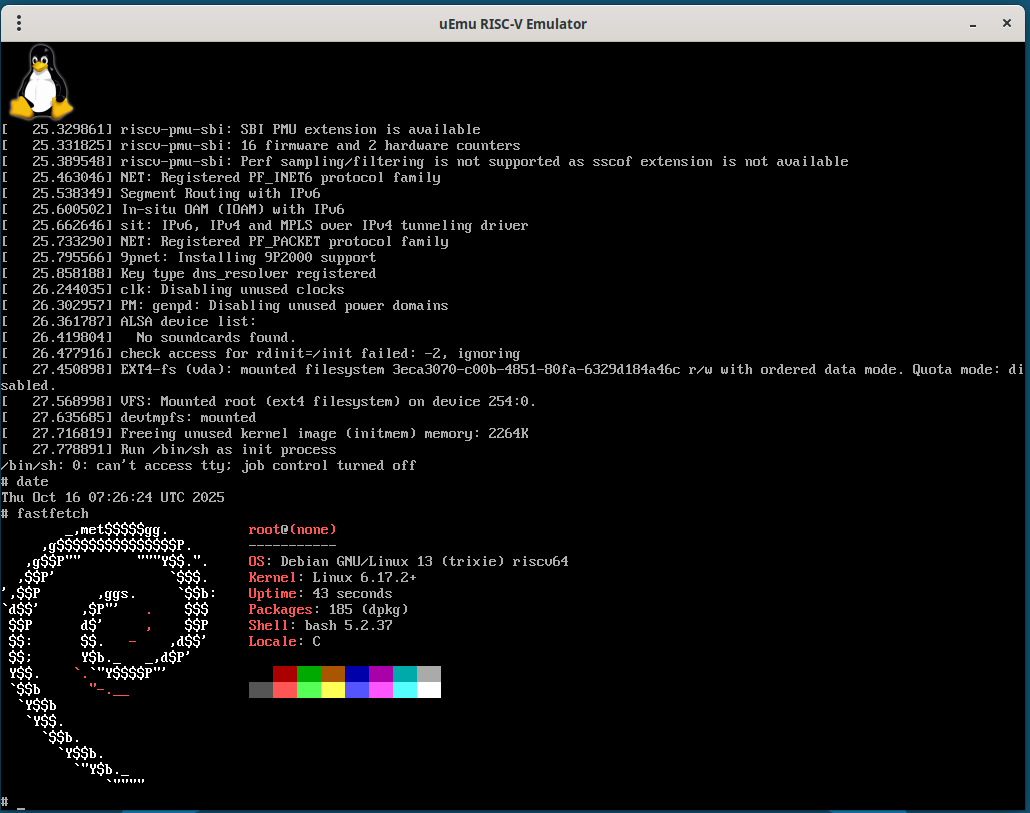 uEmu RISC-V Emulator
[   25.329861] riscv-pmu-sbi: SBI PMU extension is available
[   25.331825] riscv-pmu-sbi: 16 firmware and 2 hardware counters
[   25.389548] riscv-pmu-sbi: Perf sampling/filtering is not supported as sscof extension is not available
[   25.463046] NET: Registered PF_INET6 protocol family
[   25.538349] Segment Routing with IPv6
[   25.600502] In-situ OAM (IOAM) with IPv6
[   25.662646] sit: IPv6, IPv4 and MPLS over IPv4 tunneling driver
[   25.733290] NET: Registered PF_PACKET protocol family
[   25.795566] 9pnet: Installing 9P2000 support
[   25.858188] Key type dns_resolver registered
[   26.244035] clk: Disabling unused clocks
[   26.302957] PM: genpd: Disabling unused power domains
[   26.361787] ALSA device list:
[   26.419804]   No soundcards found.
[   26.477916] check access for rdinit=/init failed: -2, ignoring
[   27.450898] EXT4-fs (vda): mounted filesystem 3eca3070-c00b-4851-80fa-6329d184a46c r/w with ordered data mode. Quota mode: di
sabled.
[   27.568998] VFS: Mounted root (ext4 filesystem) on device 254:0.
[   27.635685] devtmpfs: mounted
[   27.716819] Freeing unused kernel image (initmem) memory: 2264K
[   27.778891] Run /bin/sh as init process
/bin/sh: 0: can't access tty; job control turned off
# date
Thu Oct 16 07:26:24 UTC 2025
# fastfetch
        _,met$$$$$gg.          root@(none)
     ,g$$$$$$$$$$$$$$$P.       -----------
   ,g$$P""       """Y$$.".     OS: Debian GNU/Linux 13 (trixie) riscv64
  ,$$P'              `$$$.     Kernel: Linux 6.17.2+
',$$P       ,ggs.     `$$b:    Uptime: 43 seconds
`d$$'     ,$P"'   .    $$$     Packages: 185 (dpkg)
 $$P      d$'     ,    $$P     Shell: bash 5.2.37
 $$:      $$.   -    ,d$$'     Locale: C
 $$;      Y$b._   _,d$P'
 Y$$.    `.`"Y$$$$P"'
 `$$b      "-.__
  `Y$$b
   `Y$$.
     `$$b.
       `Y$$b.
         `"Y$b._
             `""""
# _